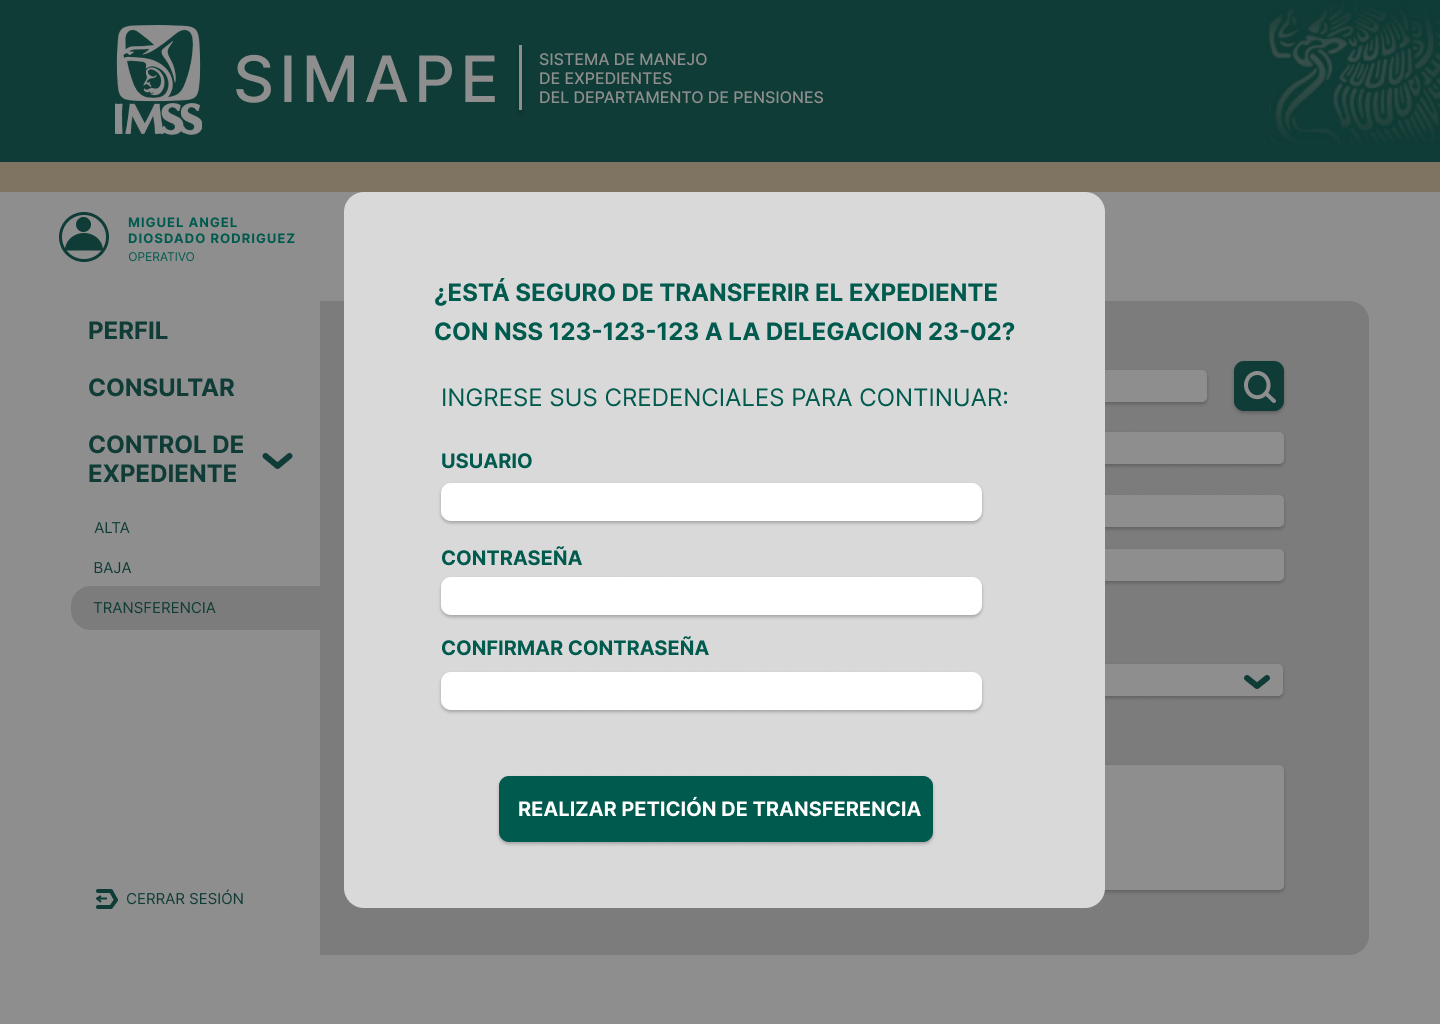 IMSS
SIMAPE
SISTEMA DE MANEJO
DE EXPEDIENTES
DEL DEPARTAMENTO DE PENSIONES
MIGUEL ANGEL
DIOSDADO RODRIGUEZ
OPERATIVO
PERFIL
CONSULTAR
CONTROL DE
EXPEDIENTE
ALTA
BAJA
TRANSFERENCIA
CERRAR SESIÓN
¿ESTÁ SEGURO DE TRANSFERIR EL EXPEDIENTE
CON NSS 123-123-123 A LA DELEGACION 23-02?
INGRESE SUS CREDENCIALES PARA CONTINUAR:
USUARIO
CONTRASEÑA
CONFIRMAR CONTRASEÑA
REALIZAR PETICIÓN DE TRANSFERENCIA